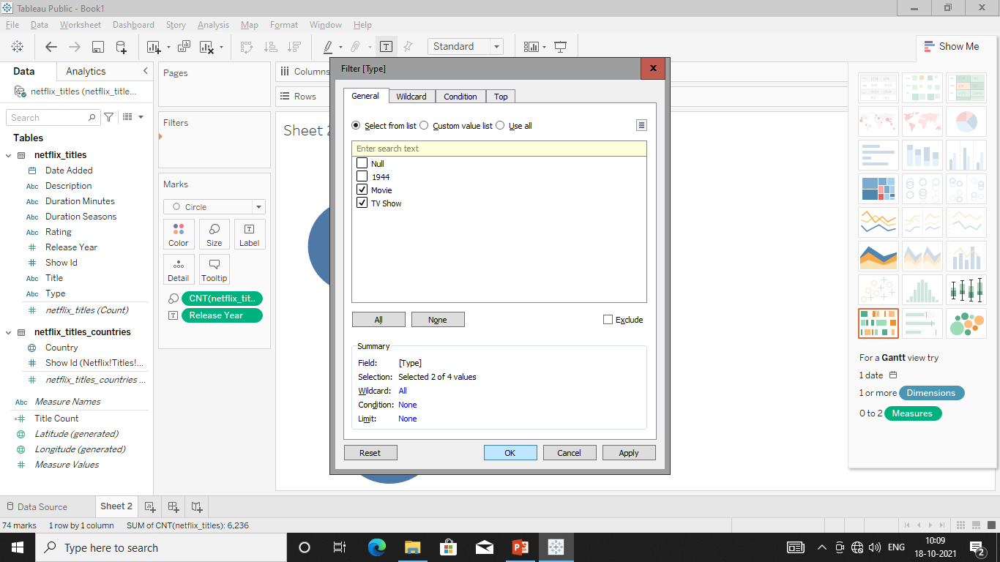 Tableau Public - Book1
File Data Worksheet Dashboard Story Analysis Map Format Window Help
Standard
Show Me
Data Analytics
netflix_titles (netflix_title...
Search
Tables
netflix_titles
Date Added
Abc Description
Abc Duration Minutes
Abc Duration Seasons
Abc Rating
Release Year
Show Id
Abc Title
Abc Type
netflix_titles (Count)
netflix_titles_countries
Country
Show Id (Netflix!Titles!...
netflix_titles_countries ...
Abc Measure Names
Title Count
Latitude (generated)
Longitude (generated)
Measure Values
Pages
Filters
Marks
Circle
Color Size Label
Detail Tooltip
CNT(netflix_tit..
Release Year
Columns
Rows
Sheet 2
Filter [Type]
General Wildcard Condition Top
Select from list Custom value list Use all
Enter search text
Null
1944
Movie
TV Show
All None Exclude
Summary
Field: [Type]
Selection: Selected 2 of 4 values
Wildcard: All
Condition: None
Limit: None
Reset OK Cancel Apply
For a Gantt view try
1 date
1 or more Dimensions
0 to 2 Measures
Data Source Sheet 2
74 marks 1 row by 1 column SUM of CNT(netflix_titles): 6,236
Type here to search
ENG
10:09
18-10-2021
2